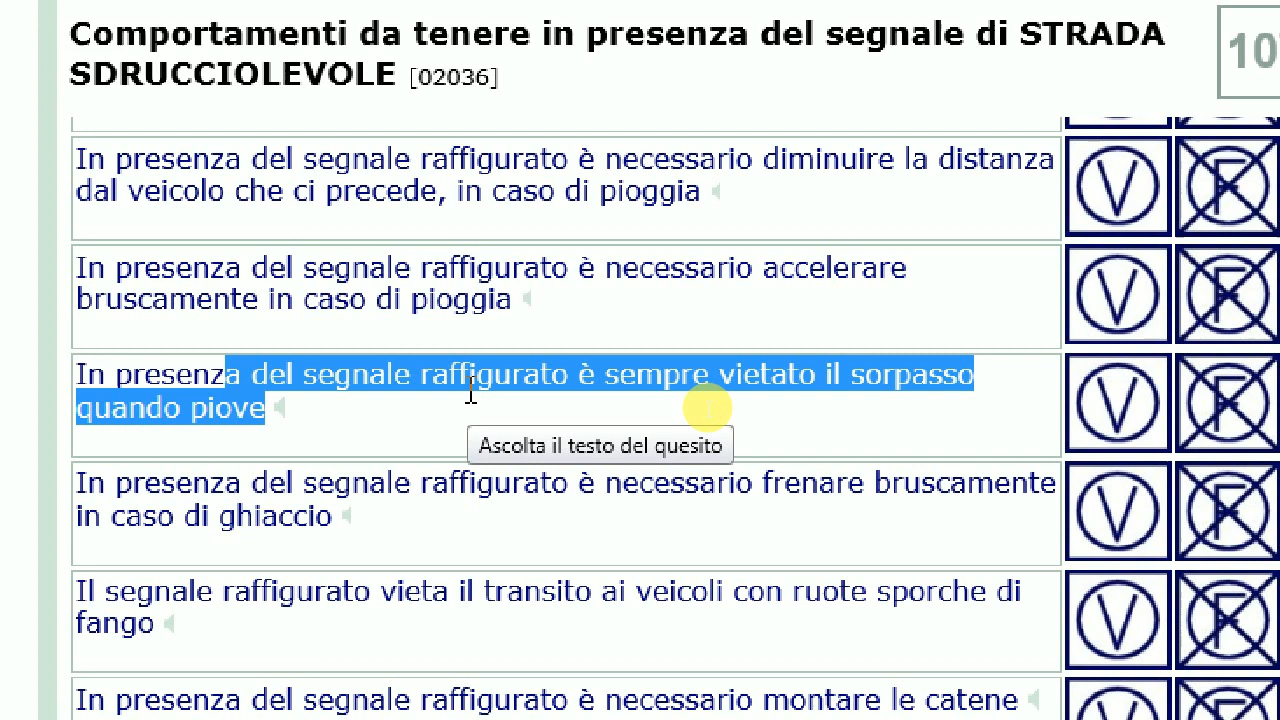 Comportamenti da tenere in presenza del segnale di STRADA
SDRUCCIOLEVOLE [02036]
10
In presenza del segnale raffigurato è necessario diminuire la distanza
dal veicolo che ci precede, in caso di pioggia
V F
In presenza del segnale raffigurato è necessario accelerare
bruscamente in caso di pioggia
V F
In presenza del segnale raffigurato è sempre vietato il sorpasso
quando piove
V F
Ascolta il testo del quesito
In presenza del segnale raffigurato è necessario frenare bruscamente
in caso di ghiaccio
V F
Il segnale raffigurato vieta il transito ai veicoli con ruote sporche di
fango
V F
In presenza del segnale raffigurato è necessario montare le catene